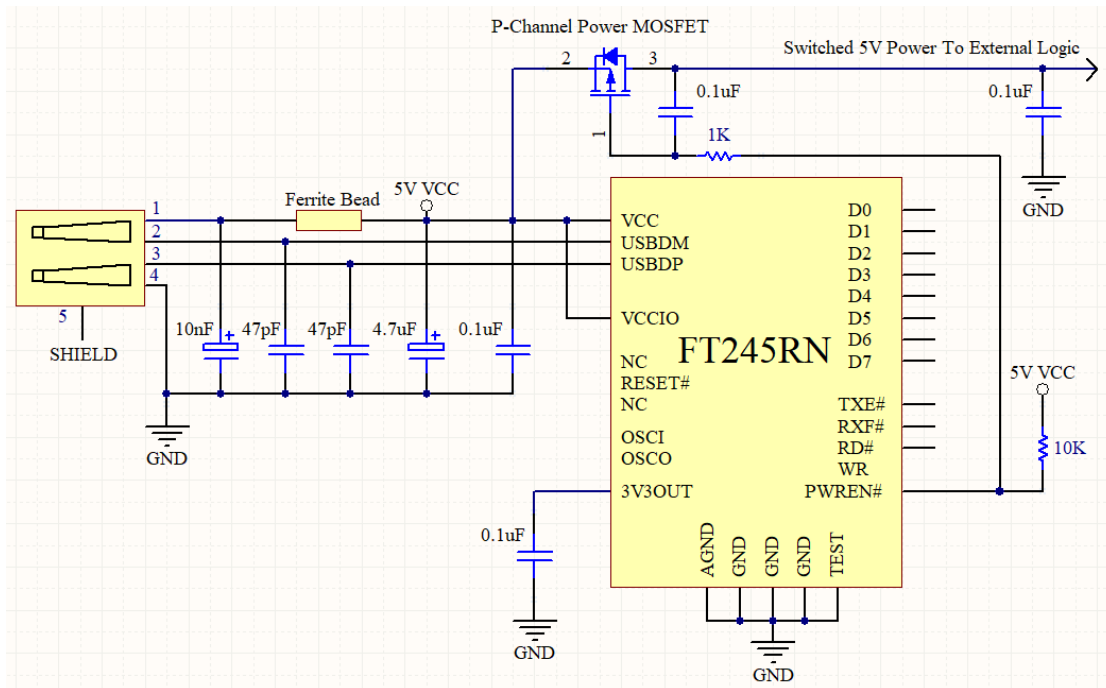 P-Channel Power MOSFET
2
3
Switched 5V Power To External Logic
0.1uF
0.1uF
1
1K
GND
5V VCC
Ferrite Bead
1
2
3
4
5
SHIELD
10nF
+
47pF
47pF
4.7uF
+
0.1uF
GND
VCC
USBDM
USBDP
VCCIO
NC
RESET#
NC
OSCI
OSCO
3V3OUT
FT245RN
D0
D1
D2
D3
D4
D5
D6
D7
TXE#
RXF#
RD#
WR
PWREN#
AGND
GND
GND
GND
TEST
5V VCC
10K
0.1uF
GND
GND